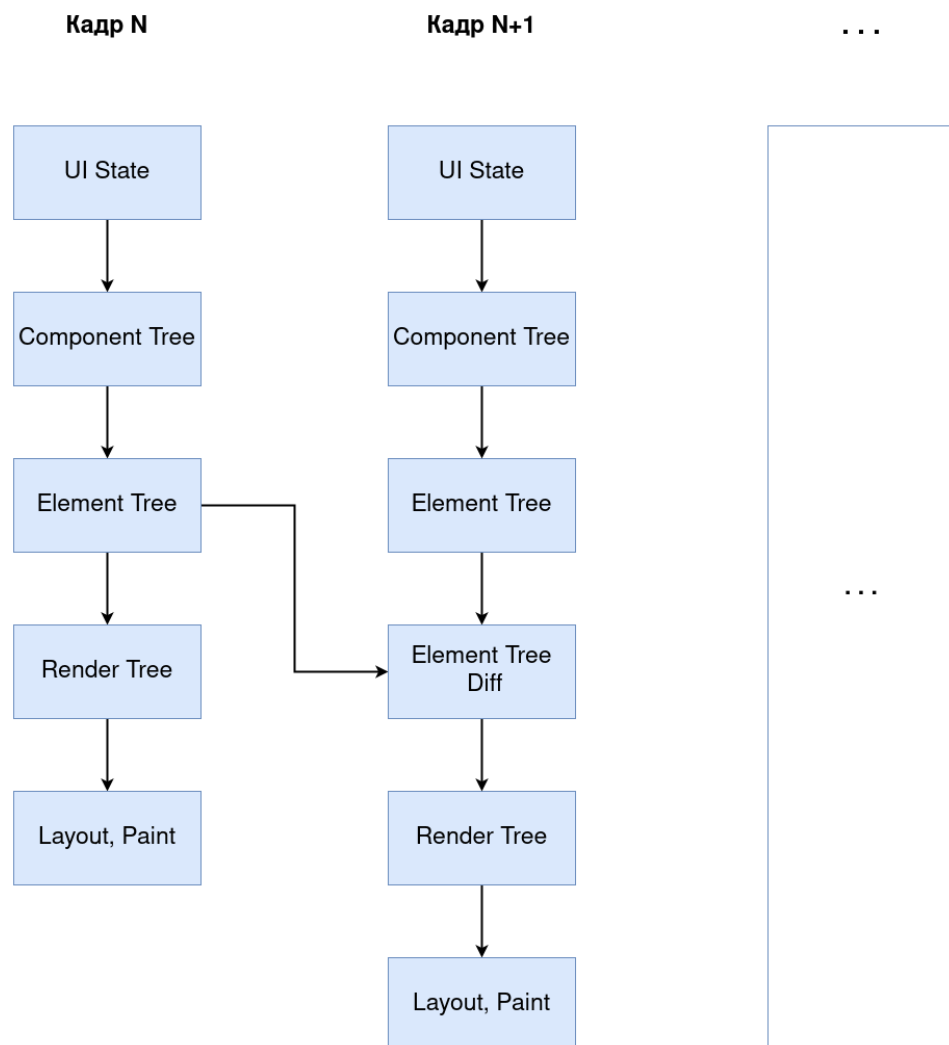 Кадр N
Кадр N+1
...
UI State
UI State
Component Tree
Component Tree
Element Tree
Element Tree
Render Tree
Element Tree
Diff
...
Layout, Paint
Render Tree
Layout, Paint